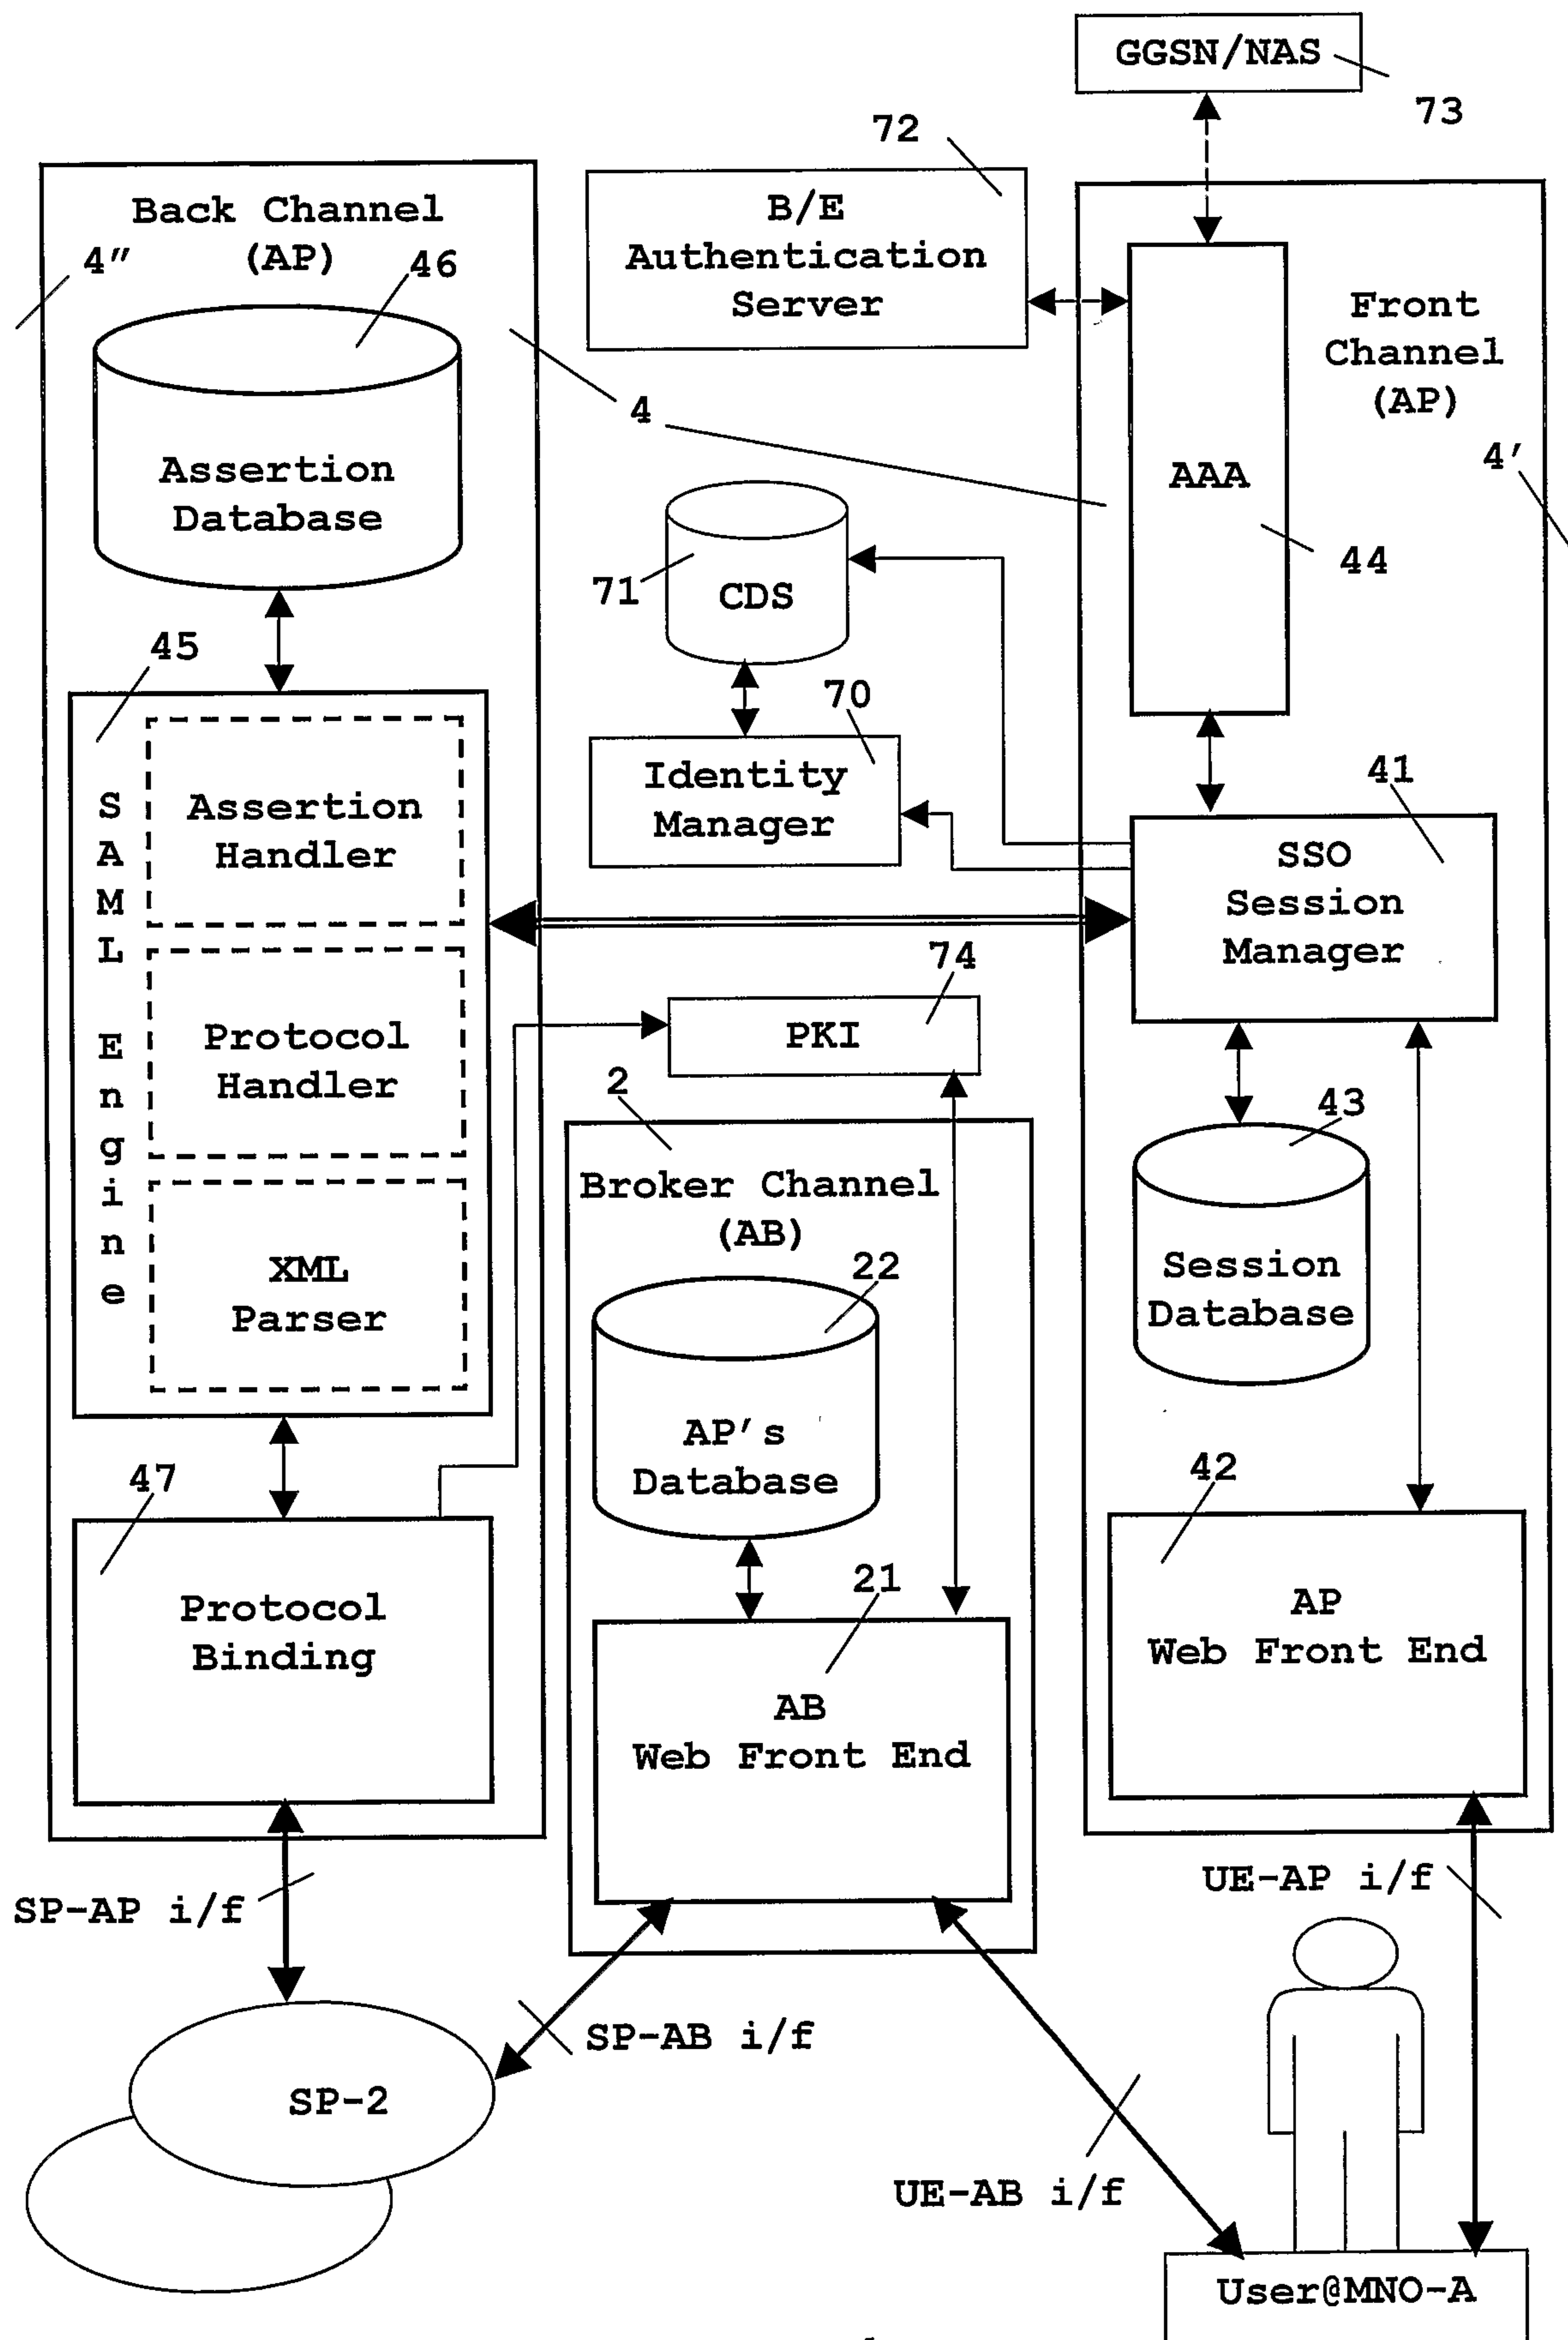 GGSN/NAS
73
72
B/E
Authentication
Server
Back Channel
(AP)
4″
46
Assertion
Database
4
Front
Channel
(AP)
4′
AAA
44
71
CDS
45
70
Identity
Manager
41
SSO
Session
Manager
SAML Engine
Assertion
Handler
Protocol
Handler
XML
Parser
74
PKI
2
Broker Channel
(AB)
22
AP's
Database
43
Session
Database
47
Protocol
Binding
21
AB
Web Front End
42
AP
Web Front End
SP-AP i/f
UE-AP i/f
SP-AB i/f
SP-2
UE-AB i/f
User@MNO-A